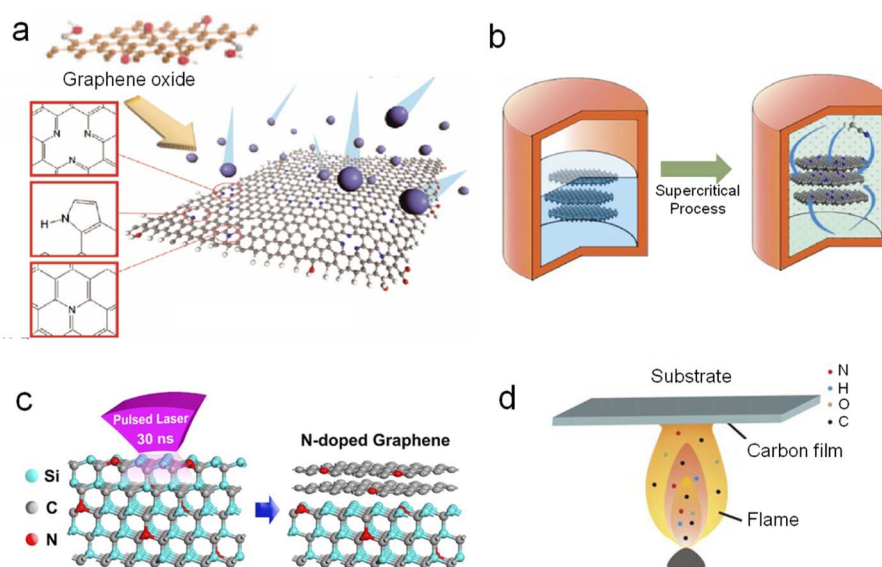 a
Graphene oxide
N
N
N
H
N
N
b
Supercritical
Process
c
Pulsed Laser
30 ns
N-doped Graphene
Si
C
N
d
Substrate
N
H
O
C
Carbon film
Flame